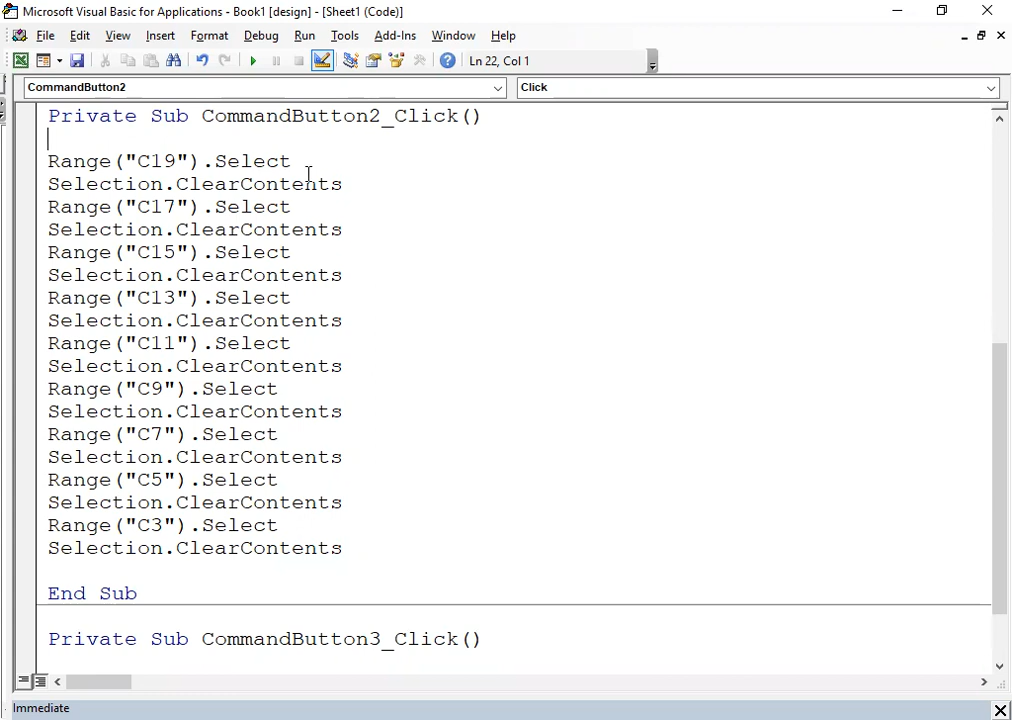 Microsoft Visual Basic for Applications - Book1 [design] - [Sheet1 (Code)]
File Edit View Insert Format Debug Run Tools Add-Ins Window Help
Ln 22, Col 1
CommandButton2 Click
Private Sub CommandButton2_Click()
Range("C19").Select
Selection.ClearContents
Range("C17").Select
Selection.ClearContents
Range("C15").Select
Selection.ClearContents
Range("C13").Select
Selection.ClearContents
Range("C11").Select
Selection.ClearContents
Range("C9").Select
Selection.ClearContents
Range("C7").Select
Selection.ClearContents
Range("C5").Select
Selection.ClearContents
Range("C3").Select
Selection.ClearContents
End Sub
Private Sub CommandButton3_Click()
Immediate